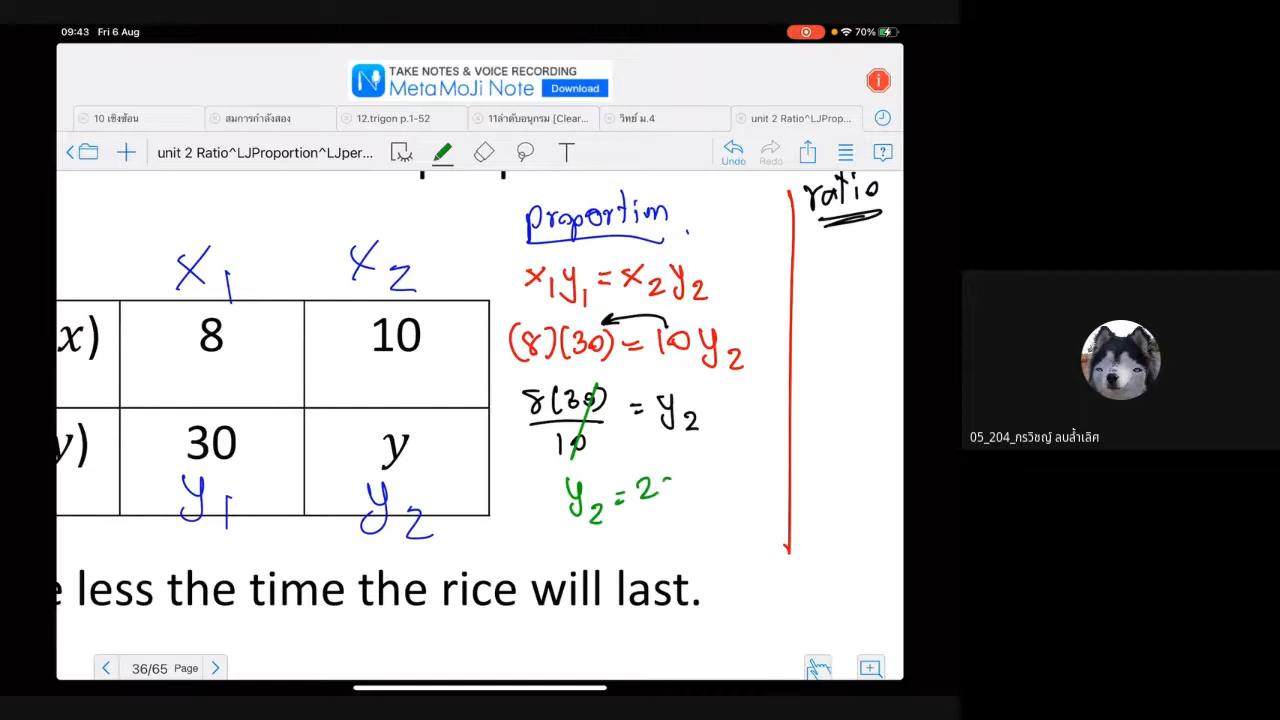 09:43 Fri 6 Aug
70%
TAKE NOTES & VOICE RECORDING
MetaMoJi Note Download
10 เชิงซ้อน
สมการกำลังสอง
12.trigon p.1-52
11ลำดับอนุกรม [Clear...
วิทย์ ม.4
unit 2 Ratio^LJProp...
unit 2 Ratio^LJProportion^LJper...
Undo
Redo
ratio
proportion
x₁ x₂
x₁y₁ = x₂y₂
x) 8 10
(8)(30) = 10y₂
8(30)/10 = y₂
y) 30 y
y₁ y₂
y₂ = 2
e less the time the rice will last.
36/65 Page
05_204_กรวิชญ์ ลบล้ำเลิศ